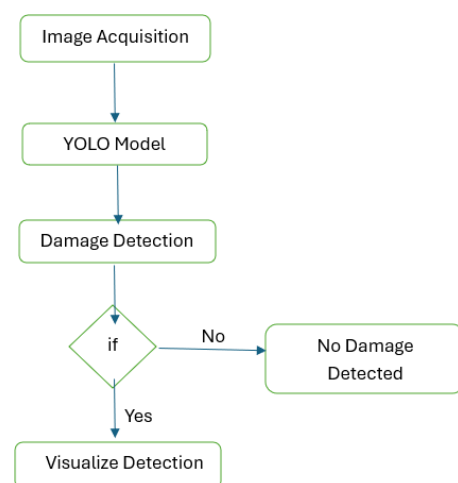 Image Acquisition
YOLO Model
Damage Detection
if
No
No Damage
Detected
Yes
Visualize Detection